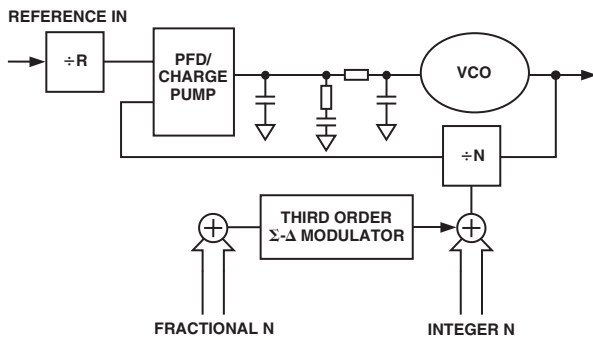 REFERENCE IN
÷R
PFD/
CHARGE
PUMP
VCO
÷N
THIRD ORDER
Σ-Δ MODULATOR
FRACTIONAL N
INTEGER N